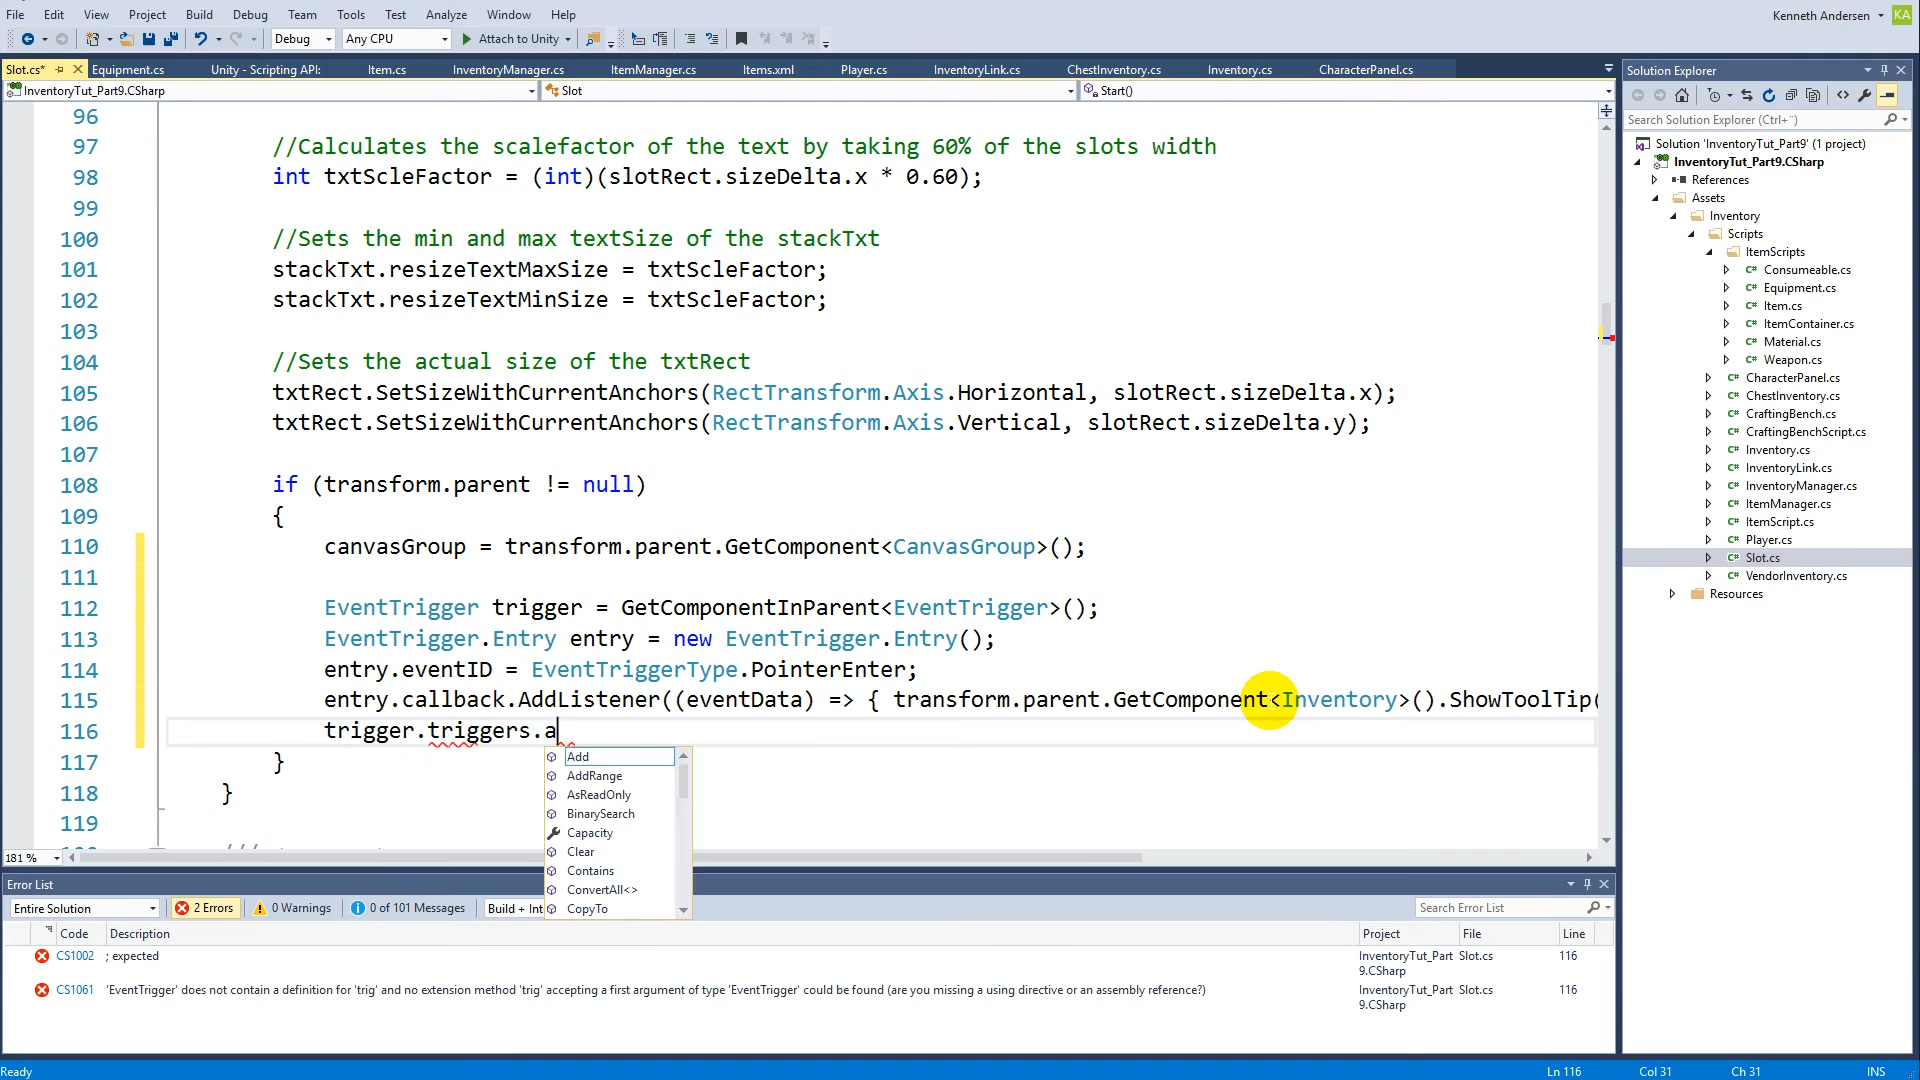 File Edit View Project Build Debug Team Tools Test Analyze Window Help Kenneth Andersen KA
Debug Any CPU Attach to Unity
Slot.cs* Equipment.cs Unity - Scripting API: Item.cs InventoryManager.cs ItemManager.cs Items.xml Player.cs InventoryLink.cs ChestInventory.cs Inventory.cs CharacterPanel.cs
InventoryTut_Part9.CSharp Slot Start()
96
97 //Calculates the scalefactor of the text by taking 60% of the slots width
98 int txtScleFactor = (int)(slotRect.sizeDelta.x * 0.60);
99
100 //Sets the min and max textSize of the stackTxt
101 stackTxt.resizeTextMaxSize = txtScleFactor;
102 stackTxt.resizeTextMinSize = txtScleFactor;
103
104 //Sets the actual size of the txtRect
105 txtRect.SetSizeWithCurrentAnchors(RectTransform.Axis.Horizontal, slotRect.sizeDelta.x);
106 txtRect.SetSizeWithCurrentAnchors(RectTransform.Axis.Vertical, slotRect.sizeDelta.y);
107
108 if (transform.parent != null)
109 {
110 canvasGroup = transform.parent.GetComponent<CanvasGroup>();
111
112 EventTrigger trigger = GetComponentInParent<EventTrigger>();
113 EventTrigger.Entry entry = new EventTrigger.Entry();
114 entry.eventID = EventTriggerType.PointerEnter;
115 entry.callback.AddListener((eventData) => { transform.parent.GetComponent<Inventory>().ShowToolTip(
116 trigger.triggers.a
117 }
118 }
119
Add
AddRange
AsReadOnly
BinarySearch
Capacity
Clear
Contains
ConvertAll<>
CopyTo
181 %
Error List
Entire Solution 2 Errors 0 Warnings 0 of 101 Messages Build + Int Search Error List
Code Description Project File Line
CS1002 ; expected InventoryTut_Part Slot.cs 116
9.CSharp
CS1061 'EventTrigger' does not contain a definition for 'trig' and no extension method 'trig' accepting a first argument of type 'EventTrigger' could be found (are you missing a using directive or an assembly reference?) InventoryTut_Part Slot.cs 116
9.CSharp
Solution Explorer
Search Solution Explorer (Ctrl+¨)
Solution 'InventoryTut_Part9' (1 project)
InventoryTut_Part9.CSharp
References
Assets
Inventory
Scripts
ItemScripts
Consumeable.cs
Equipment.cs
Item.cs
ItemContainer.cs
Material.cs
Weapon.cs
CharacterPanel.cs
ChestInventory.cs
CraftingBench.cs
CraftingBenchScript.cs
Inventory.cs
InventoryLink.cs
InventoryManager.cs
ItemManager.cs
ItemScript.cs
Player.cs
Slot.cs
VendorInventory.cs
Resources
Ready Ln 116 Col 31 Ch 31 INS